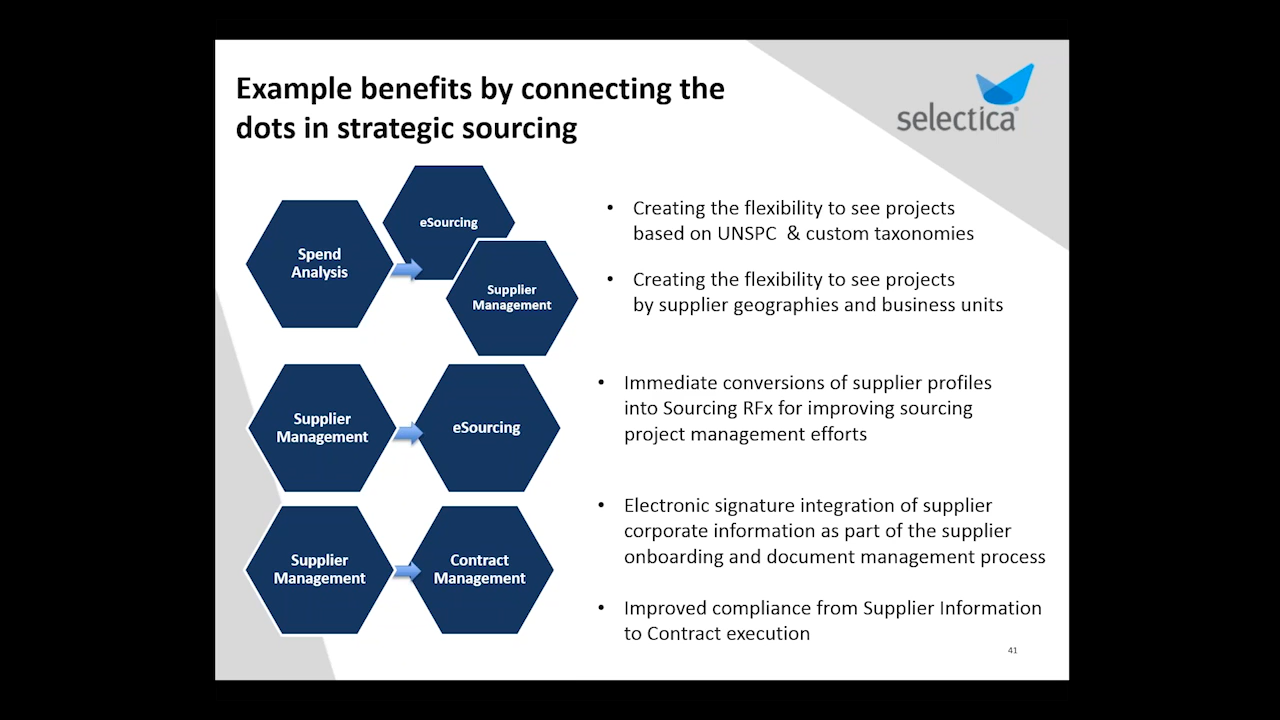 Example benefits by connecting the
dots in strategic sourcing
selectica
eSourcing
Spend
Analysis
Supplier
Management
• Creating the flexibility to see projects
based on UNSPC & custom taxonomies
• Creating the flexibility to see projects
by supplier geographies and business units
Supplier
Management
eSourcing
• Immediate conversions of supplier profiles
into Sourcing RFx for improving sourcing
project management efforts
Supplier
Management
Contract
Management
• Electronic signature integration of supplier
corporate information as part of the supplier
onboarding and document management process
• Improved compliance from Supplier Information
to Contract execution
41